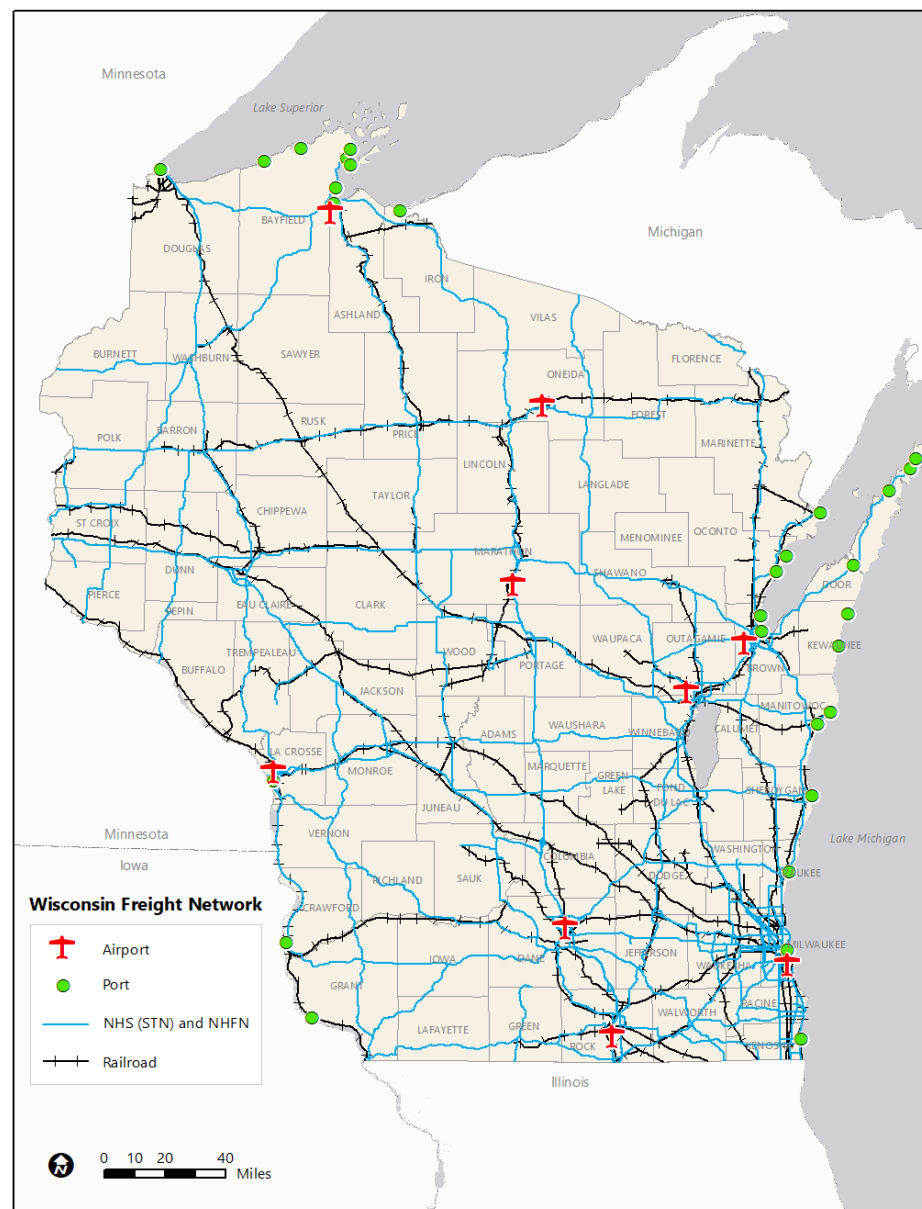 Minnesota
Lake Superior
Michigan
BAYFIELD
DOUGLAS
IRON
ASHLAND
VILAS
BURNETT
WASHBURN
SAWYER
FLORENCE
ONEIDA
FOREST
RUSK
PRICE
POLK
BARRON
MARINETTE
LINCOLN
LANGLADE
TAYLOR
CHIPPEWA
ST CROIX
OCONTO
MENOMINEE
MARATHON
SHAWANO
DUNN
DOOR
PIERCE
PEPIN
EAU CLAIRE
CLARK
WAUPACA
OUTAGAMIE
KEWAUNEE
TREMPEALEAU
WOOD
PORTAGE
BROWN
BUFFALO
JACKSON
MANITOWOC
WAUSHARA
WINNEBAGO
CALUMET
ADAMS
LA CROSSE
MONROE
MARQUETTE
GREEN
LAKE
FOND
DU LAC
SHEBOYGAN
JUNEAU
Minnesota
Iowa
VERNON
Lake Michigan
WASHINGTON
COLUMBIA
DODGE
RICHLAND
SAUK
CRAWFORD
MILWAUKEE
IOWA
DANE
JEFFERSON
WAUKESHA
GRANT
RACINE
WALWORTH
LAFAYETTE
GREEN
ROCK
KENOSHA
Illinois
Wisconsin Freight Network
Airport
Port
NHS (STN) and NHFN
Railroad
N
0 10 20 40
Miles